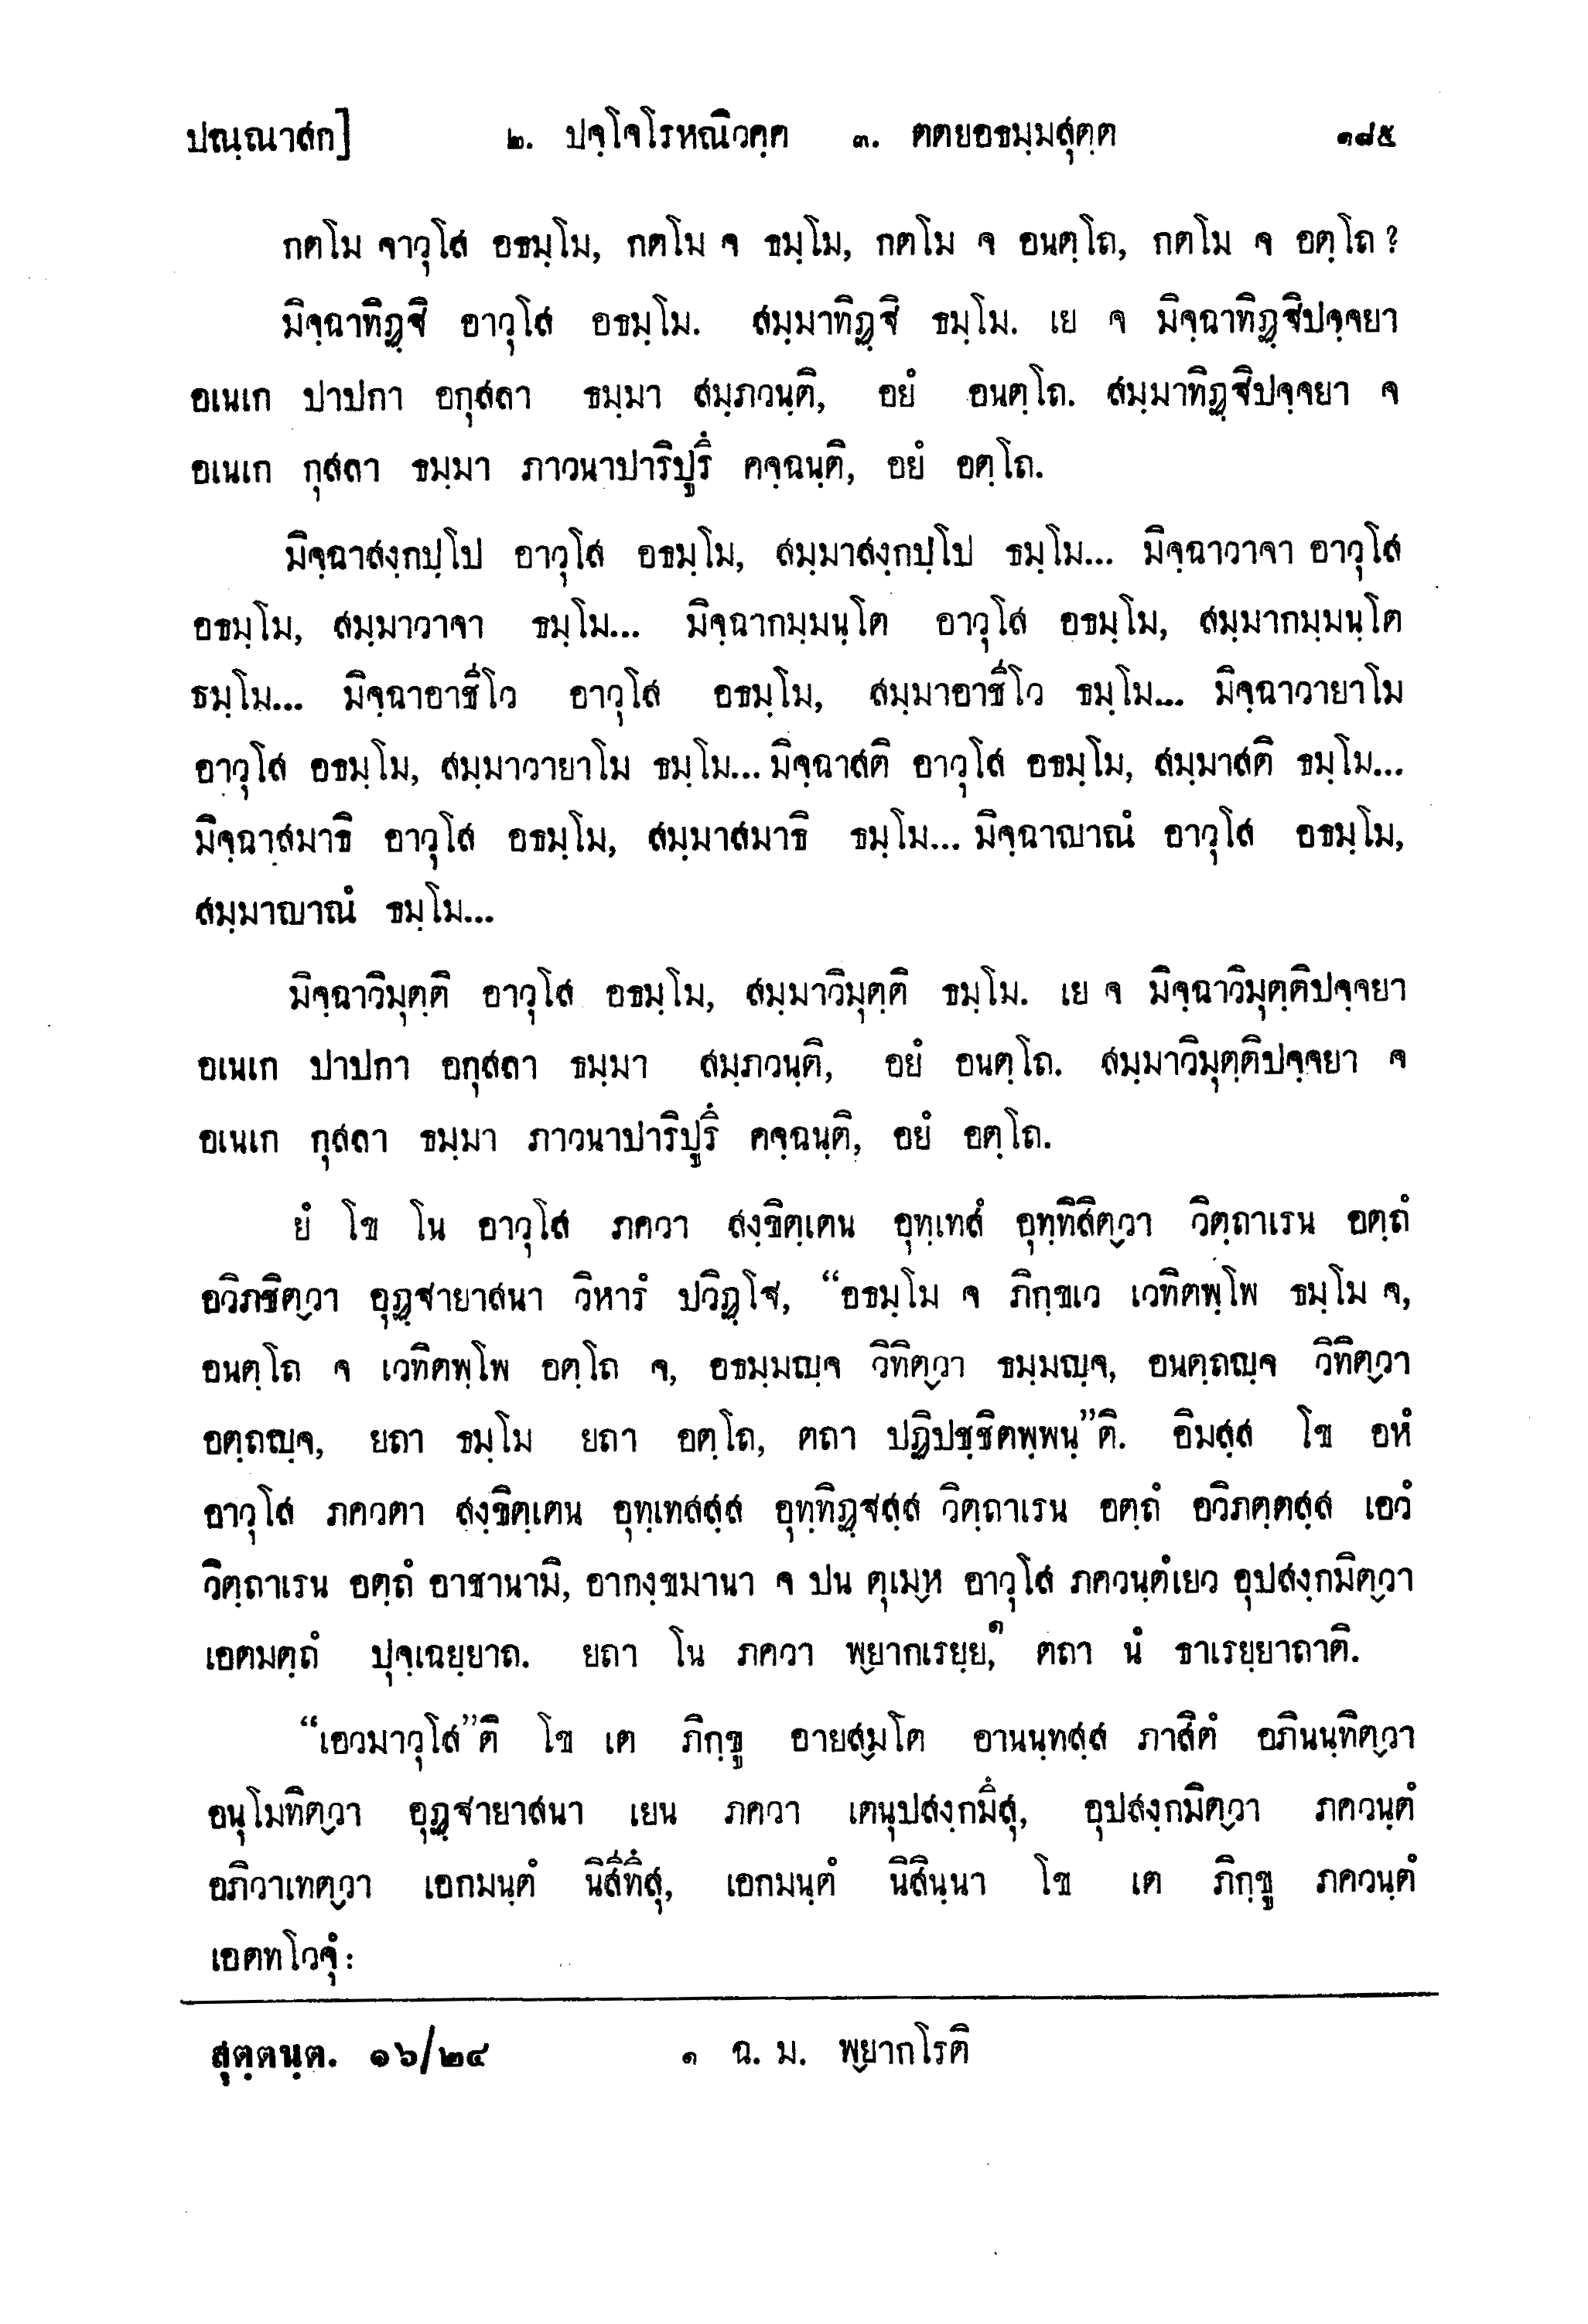 ปณฺณาสก] ๒. ปจฺโจโรหณิวคฺค ๓. ตตยอธมฺมสุตฺต ๑๘๕
กตโม จาวุโส อธมฺโม, กตโม จ ธมฺโม, กตโม จ อนตฺโถ, กตโม จ อตฺโถ ?
มิจฺฉาทิฏฺฐิ อาวุโส อธมฺโม. สมฺมาทิฏฺฐิ ธมฺโม. เย จ มิจฺฉาทิฏฺฐิปจฺจยา
อเนเก ปาปกา อกุสลา ธมฺมา สมฺภวนฺติ, อยํ อนตฺโถ. สมฺมาทิฏฺฐิปจฺจยา จ
อเนเก กุสลา ธมฺมา ภาวนาปาริปูรึ คจฺฉนฺติ, อยํ อตฺโถ.
มิจฺฉาสงฺกปฺโป อาวุโส อธมฺโม, สมฺมาสงฺกปฺโป ธมฺโม... มิจฺฉาวาจา อาวุโส
อธมฺโม, สมฺมาวาจา ธมฺโม... มิจฺฉากมฺมนฺโต อาวุโส อธมฺโม, สมฺมากมฺมนฺโต
ธมฺโม... มิจฺฉาอาชีโว อาวุโส อธมฺโม, สมฺมาอาชีโว ธมฺโม... มิจฺฉาวายาโม
อาวุโส อธมฺโม, สมฺมาวายาโม ธมฺโม... มิจฺฉาสติ อาวุโส อธมฺโม, สมฺมาสติ ธมฺโม...
มิจฺฉาสมาธิ อาวุโส อธมฺโม, สมฺมาสมาธิ ธมฺโม... มิจฺฉาญาณํ อาวุโส อธมฺโม,
สมฺมาญาณํ ธมฺโม...
มิจฺฉาวิมุตฺติ อาวุโส อธมฺโม, สมฺมาวิมุตฺติ ธมฺโม. เย จ มิจฺฉาวิมุตฺติปจฺจยา
อเนเก ปาปกา อกุสลา ธมฺมา สมฺภวนฺติ, อยํ อนตฺโถ. สมฺมาวิมุตฺติปจฺจยา จ
อเนเก กุสลา ธมฺมา ภาวนาปาริปูรึ คจฺฉนฺติ, อยํ อตฺโถ.
ยํ โข โน อาวุโส ภควา สงฺขิตฺเตน อุทฺเทสํ อุทฺทิสิตฺวา วิตฺถาเรน อตฺถํ
อวิภชิตฺวา อุฏฺฐายาสนา วิหารํ ปวิฏฺโฐ, “อธมฺโม จ ภิกฺขเว เวทิตพฺโพ ธมฺโม จ,
อนตฺโถ จ เวทิตพฺโพ อตฺโถ จ, อธมฺมญฺจ วิทิตฺวา ธมฺมญฺจ, อนตฺถญฺจ วิทิตฺวา
อตฺถญฺจ, ยถา ธมฺโม ยถา อตฺโถ, ตถา ปฏิปชฺชิตพฺพนฺ”ติ. อิมสฺส โข อหํ
อาวุโส ภควตา สงฺขิตฺเตน อุทฺเทสสฺส อุทฺทิฏฺฐสฺส วิตฺถาเรน อตฺถํ อวิภตฺตสฺส เอวํ
วิตฺถาเรน อตฺถํ อาชานามิ, อากงฺขมานา จ ปน ตุเมฺห อาวุโส ภควนฺตํเยว อุปสงฺกมิตฺวา
เอตมตฺถํ ปุจฺเฉยฺยาถ. ยถา โน ภควา พฺยากเรยฺย,๑ ตถา นํ ธาเรยฺยาถาติ.
“เอวมาวุโส”ติ โข เต ภิกฺขู อายสฺมโต อานนฺทสฺส ภาสิตํ อภินนฺทิตฺวา
อนุโมทิตฺวา อุฏฺฐายาสนา เยน ภควา เตนุปสงฺกมึสุ, อุปสงฺกมิตฺวา ภควนฺตํ
อภิวาเทตฺวา เอกมนฺตํ นิสีทึสุ, เอกมนฺตํ นิสินฺนา โข เต ภิกฺขู ภควนฺตํ
เอตทโวจุํ:
สุตฺตนฺต. ๑๖/๒๔ ๑ ฉ. ม. พฺยากโรติ